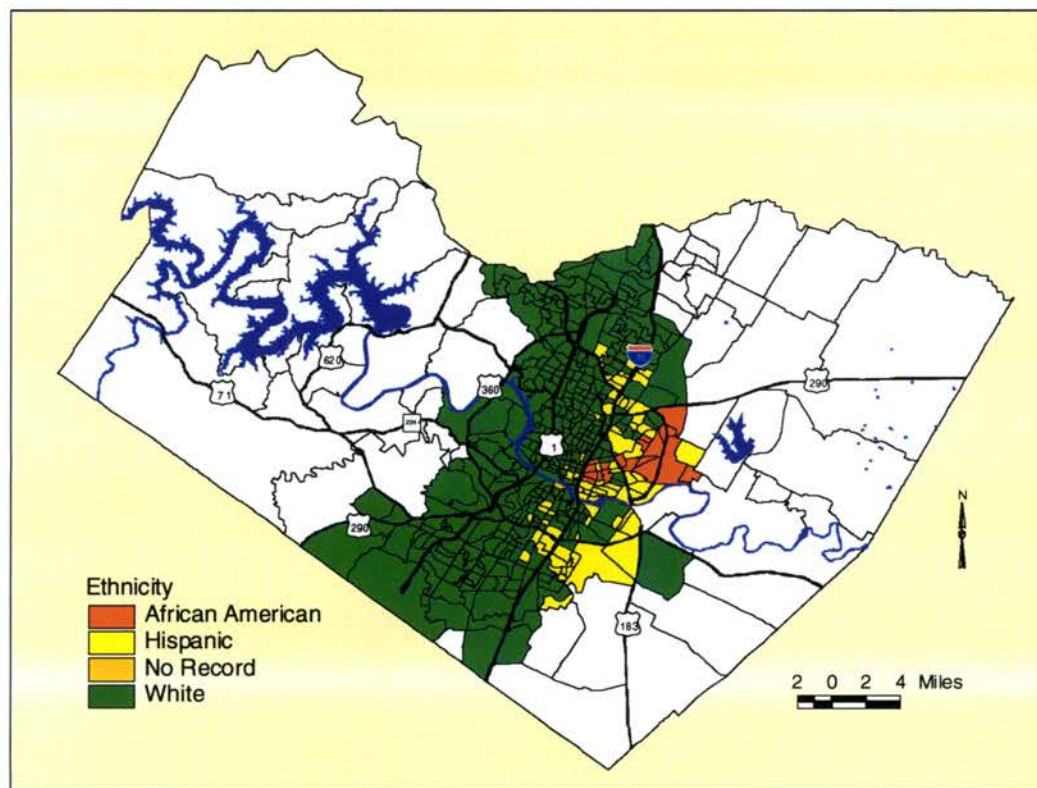 620
71
360
290
1
N
290
Ethnicity
African American
Hispanic
No Record
White
183
2 0 2 4 Miles